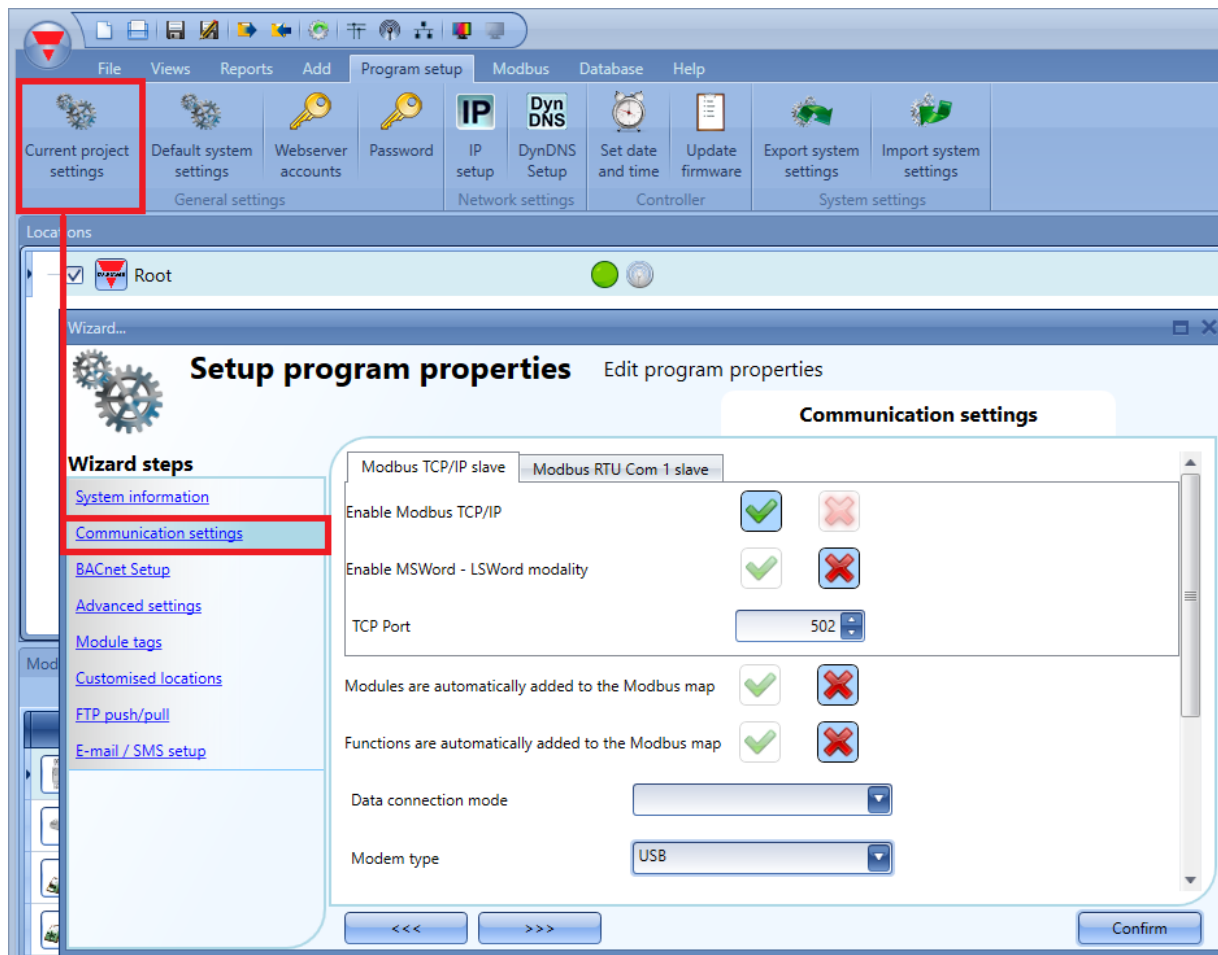 File Views Reports Add Program setup Modbus Database Help
IP Dyn
DNS
Current project Default system Webserver Password IP DynDNS Set date Update Export system Import system
settings settings accounts setup Setup and time firmware settings settings
General settings Network settings Controller System settings
Locations
Root
Wizard...
Setup program properties Edit program properties
Communication settings
Wizard steps
Modbus TCP/IP slave Modbus RTU Com 1 slave
System information
Enable Modbus TCP/IP
Communication settings
BACnet Setup
Enable MSWord - LSWord modality
Advanced settings
TCP Port 502
Module tags
Mod
Customised locations
Modules are automatically added to the Modbus map
FTP push/pull
E-mail / SMS setup
Functions are automatically added to the Modbus map
Data connection mode
Modem type USB
<<< >>> Confirm